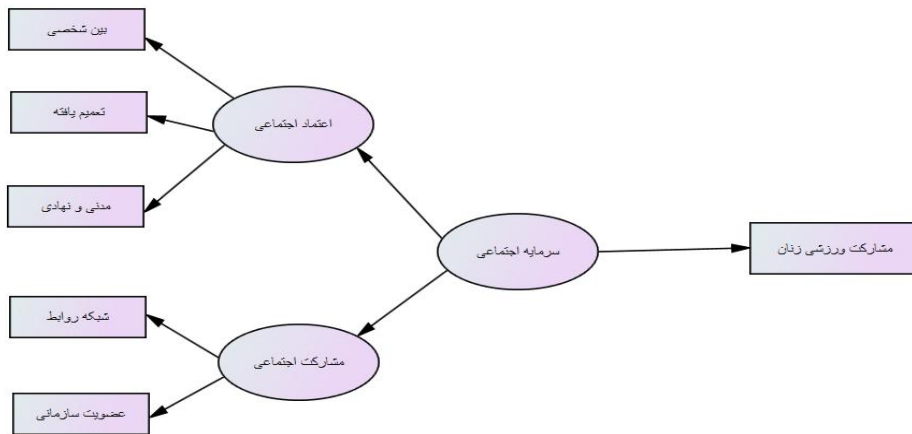 بین شخصی
تعمیم یافته
اعتماد اجتماعی
مدنی و نهادی
سرمایه اجتماعی
مشارکت ورزشی زنان
شبکه روابط
مشارکت اجتماعی
عضویت سازمانی